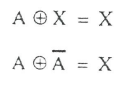 A ⊕ X = X
A ⊕ A̅ = X